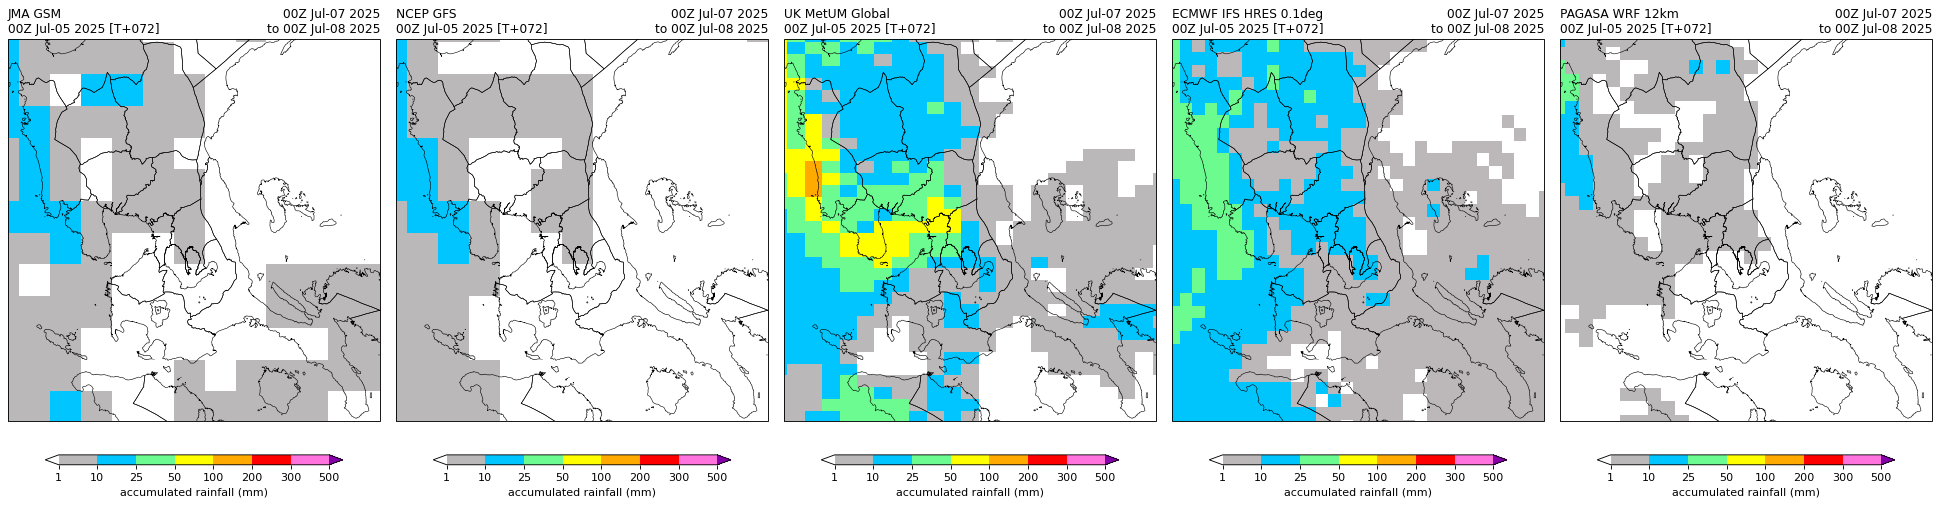 JMA GSM 00Z Jul-07 2025
00Z Jul-05 2025 [T+072] to 00Z Jul-08 2025
1 10 25 50 100 200 300 500
accumulated rainfall (mm)
NCEP GFS 00Z Jul-07 2025
00Z Jul-05 2025 [T+072] to 00Z Jul-08 2025
1 10 25 50 100 200 300 500
accumulated rainfall (mm)
UK MetUM Global 00Z Jul-07 2025
00Z Jul-05 2025 [T+072] to 00Z Jul-08 2025
1 10 25 50 100 200 300 500
accumulated rainfall (mm)
ECMWF IFS HRES 0.1deg 00Z Jul-07 2025
00Z Jul-05 2025 [T+072] to 00Z Jul-08 2025
1 10 25 50 100 200 300 500
accumulated rainfall (mm)
PAGASA WRF 12km 00Z Jul-07 2025
00Z Jul-05 2025 [T+072] to 00Z Jul-08 2025
1 10 25 50 100 200 300 500
accumulated rainfall (mm)